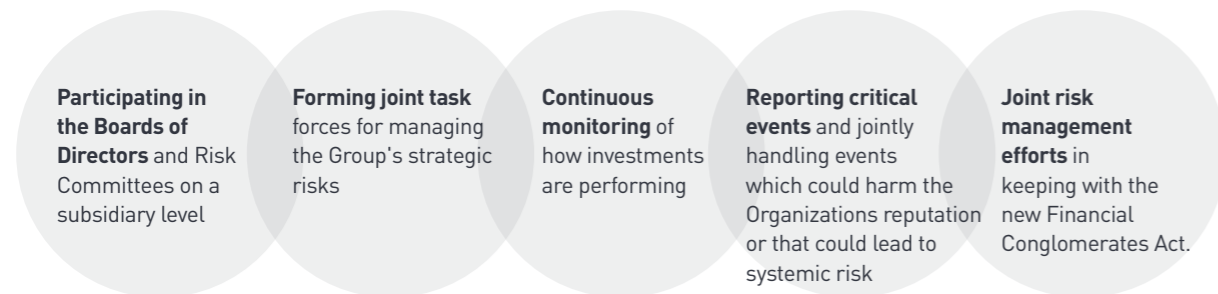 Participating in
the Boards of
Directors and Risk
Committees on a
subsidiary level
Forming joint task
forces for managing
the Group's strategic
risks
Continuous
monitoring of
how investments
are performing
Reporting critical
events and jointly
handling events
which could harm the
Organizations reputation
or that could lead to
systemic risk
Joint risk
management
efforts in
keeping with the
new Financial
Conglomerates Act.